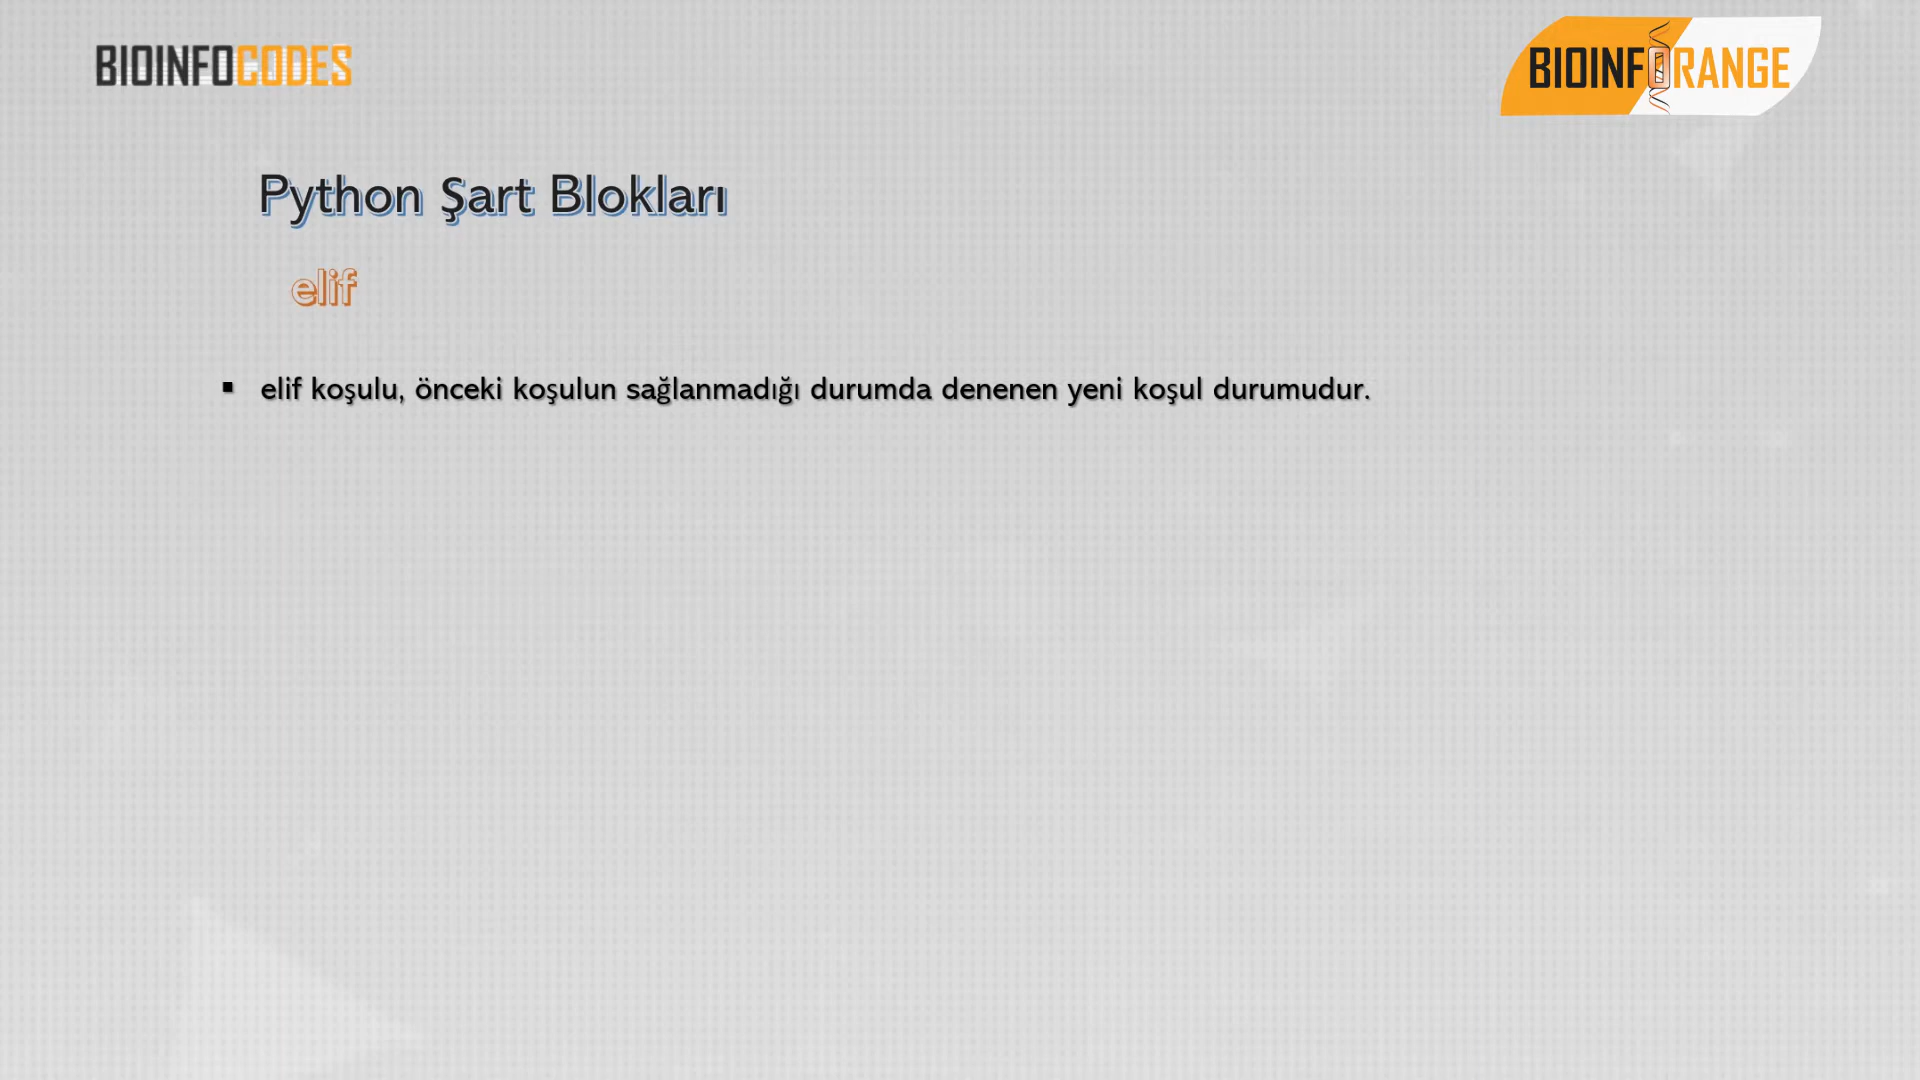 BIOINFOCODES
BIOINFORANGE
Python Şart Blokları
elif
▪ elif koşulu, önceki koşulun sağlanmadığı durumda denenen yeni koşul durumudur.